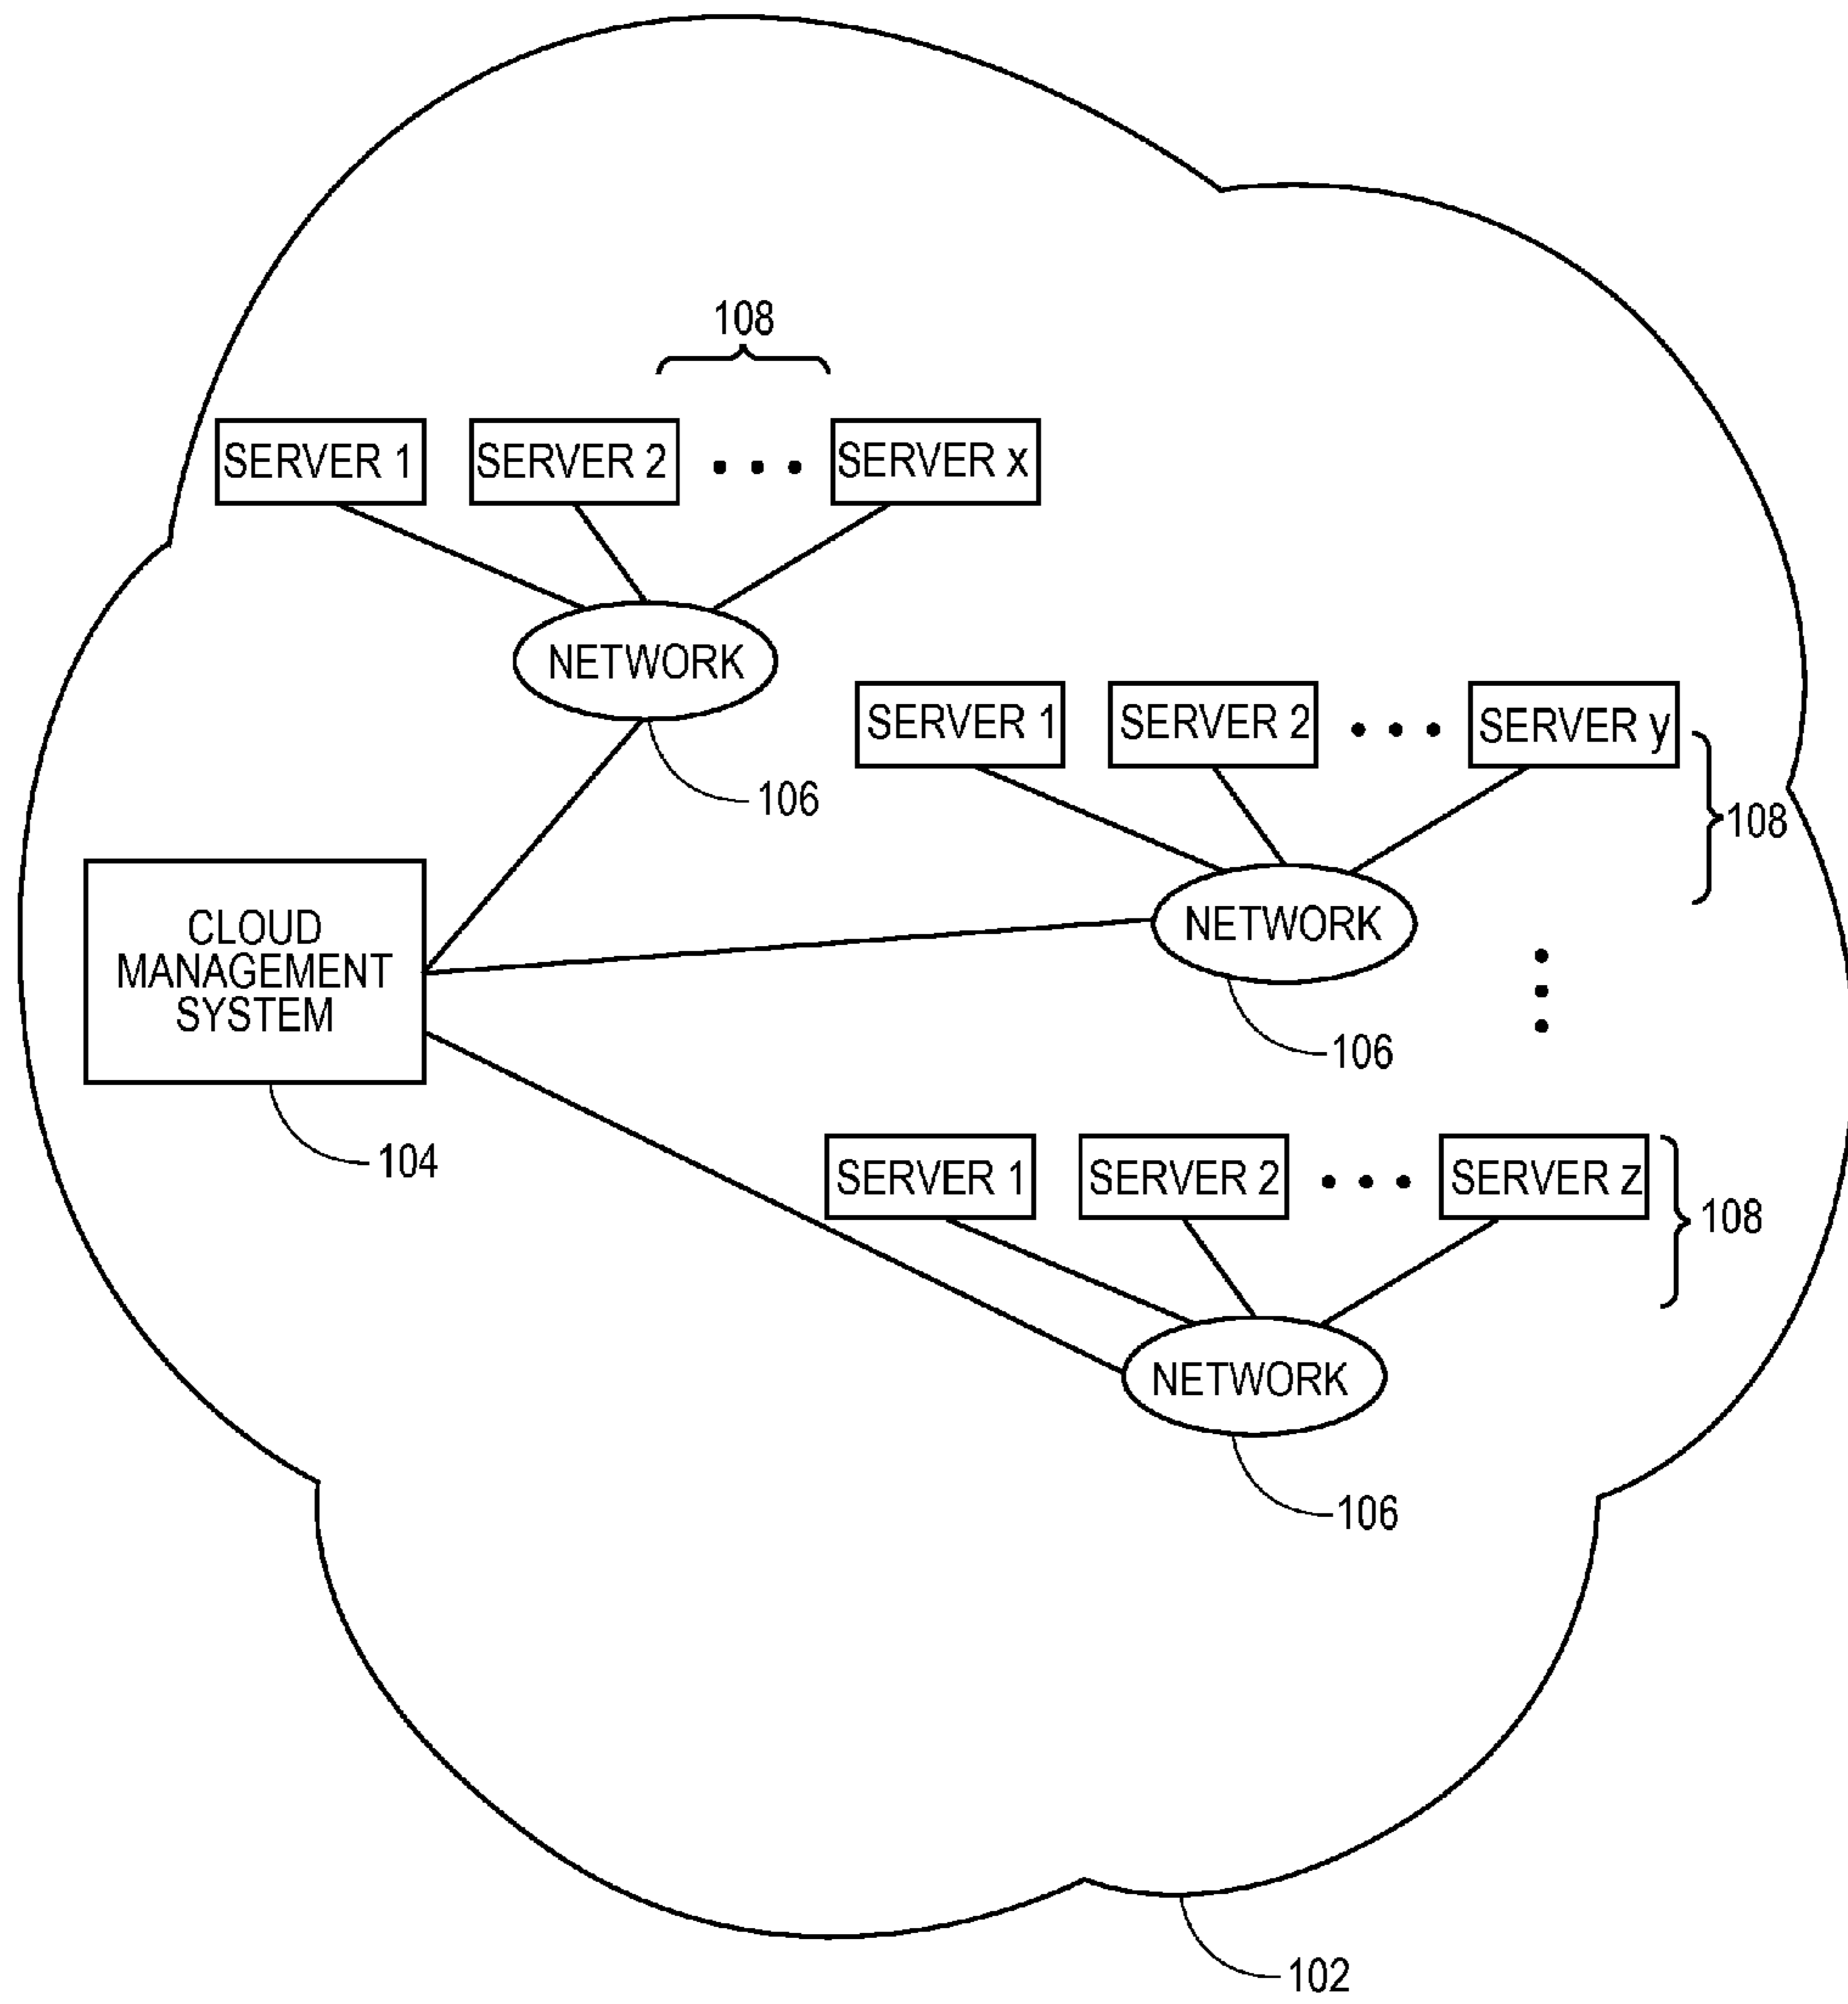 108
SERVER 1
SERVER 2
SERVER x
NETWORK
106
SERVER 1
SERVER 2
SERVER y
108
NETWORK
106
CLOUD
MANAGEMENT
SYSTEM
104
SERVER 1
SERVER 2
SERVER z
108
NETWORK
106
102